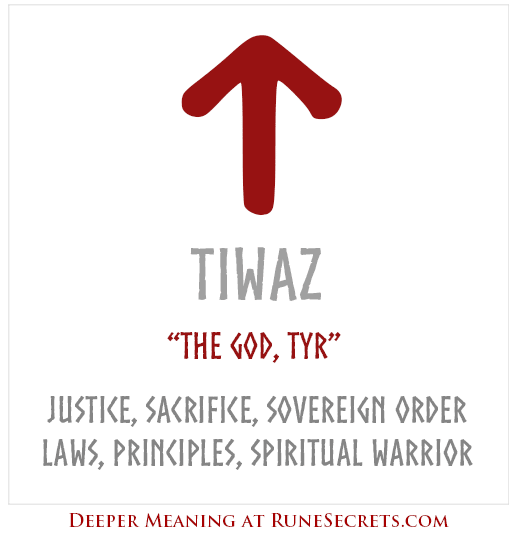 TIWAZ
“THE GOD, TYR”
JUSTICE, SACRIFICE, SOVEREIGN ORDER
LAWS, PRINCIPLES, SPIRITUAL WARRIOR
DEEPER MEANING AT RUNESECRETS.COM